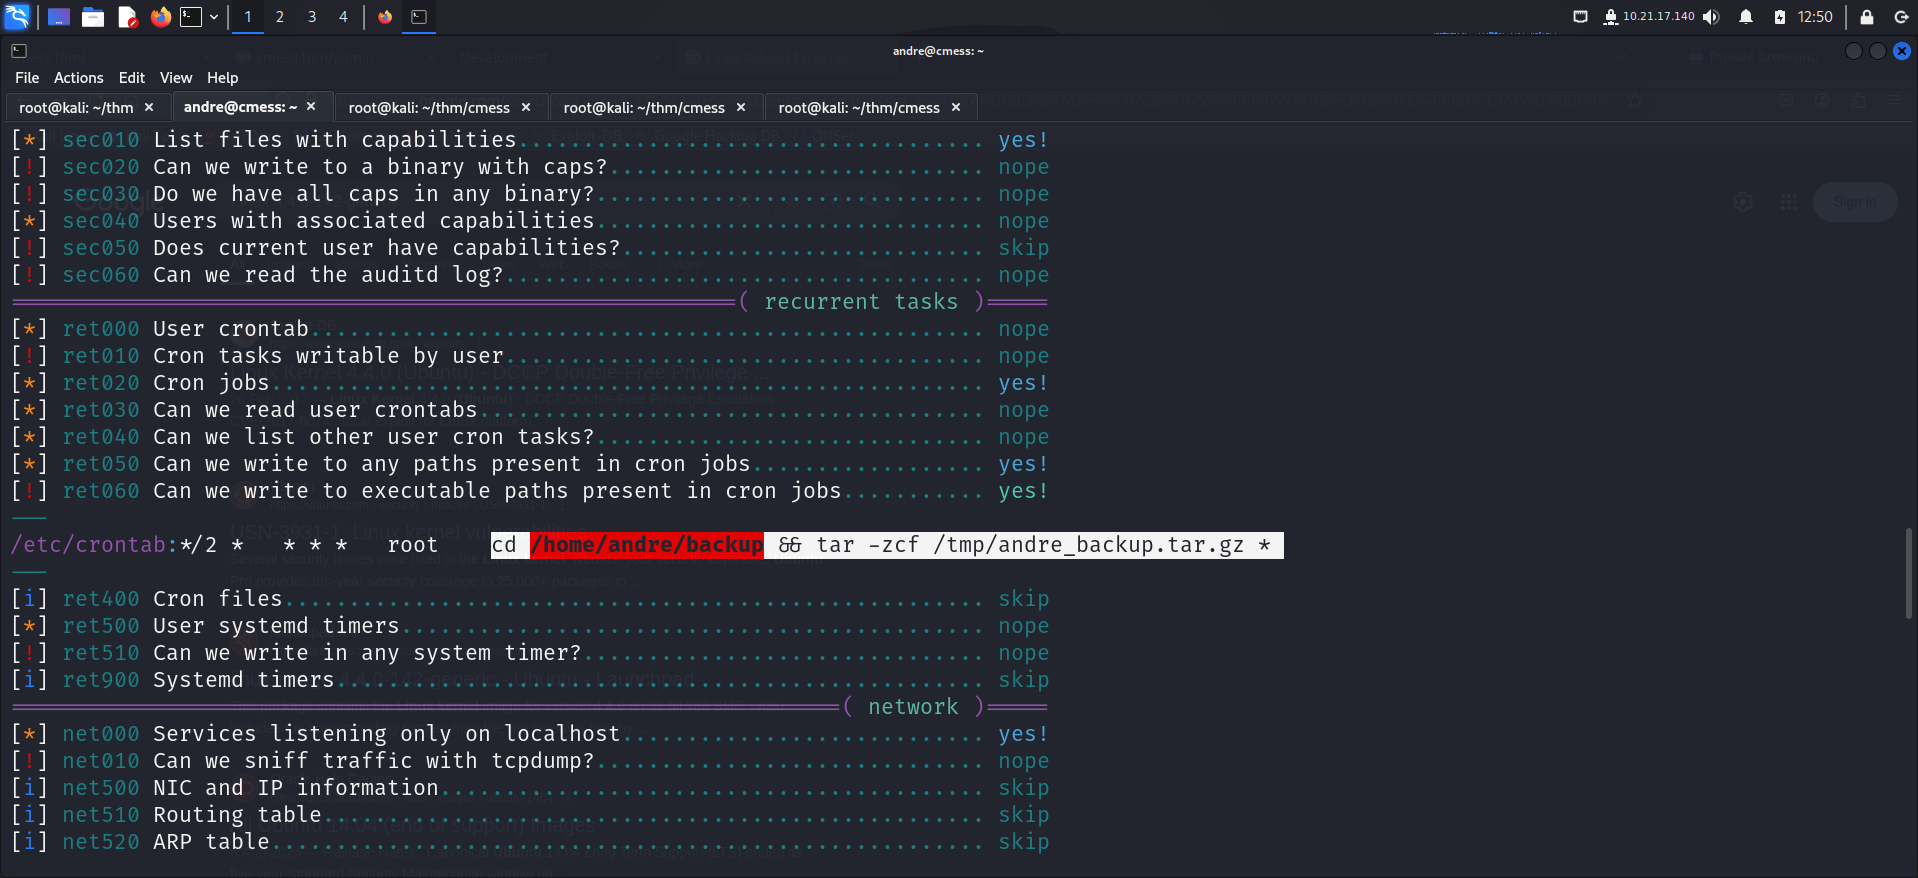 1 2 3 4 10.21.17.140 12:50
andre@cmess: ~
File Actions Edit View Help
root@kali: ~/thm × andre@cmess: ~ × root@kali: ~/thm/cmess × root@kali: ~/thm/cmess × root@kali: ~/thm/cmess ×
[*] sec010 List files with capabilities.................................... yes!
[!] sec020 Can we write to a binary with caps?............................. nope
[!] sec030 Do we have all caps in any binary?.............................. nope
[*] sec040 Users with associated capabilities.............................. nope
[!] sec050 Does current user have capabilities?............................ skip
[!] sec060 Can we read the auditd log?..................................... nope
========================================================( recurrent tasks )=====
[*] ret000 User crontab.................................................... nope
[!] ret010 Cron tasks writable by user..................................... nope
[*] ret020 Cron jobs....................................................... yes!
[*] ret030 Can we read user crontabs....................................... nope
[*] ret040 Can we list other user cron tasks?.............................. nope
[*] ret050 Can we write to any paths present in cron jobs.................. yes!
[!] ret060 Can we write to executable paths present in cron jobs........... yes!
---
/etc/crontab:*/2 *   * * *   root    cd /home/andre/backup && tar -zcf /tmp/andre_backup.tar.gz *
---
[i] ret400 Cron files...................................................... skip
[*] ret500 User systemd timers............................................. nope
[!] ret510 Can we write in any system timer?............................... nope
[i] ret900 Systemd timers.................................................. skip
================================================================( network )=====
[*] net000 Services listening only on localhost............................ yes!
[!] net010 Can we sniff traffic with tcpdump?.............................. nope
[i] net500 NIC and IP information.......................................... skip
[i] net510 Routing table................................................... skip
[i] net520 ARP table....................................................... skip